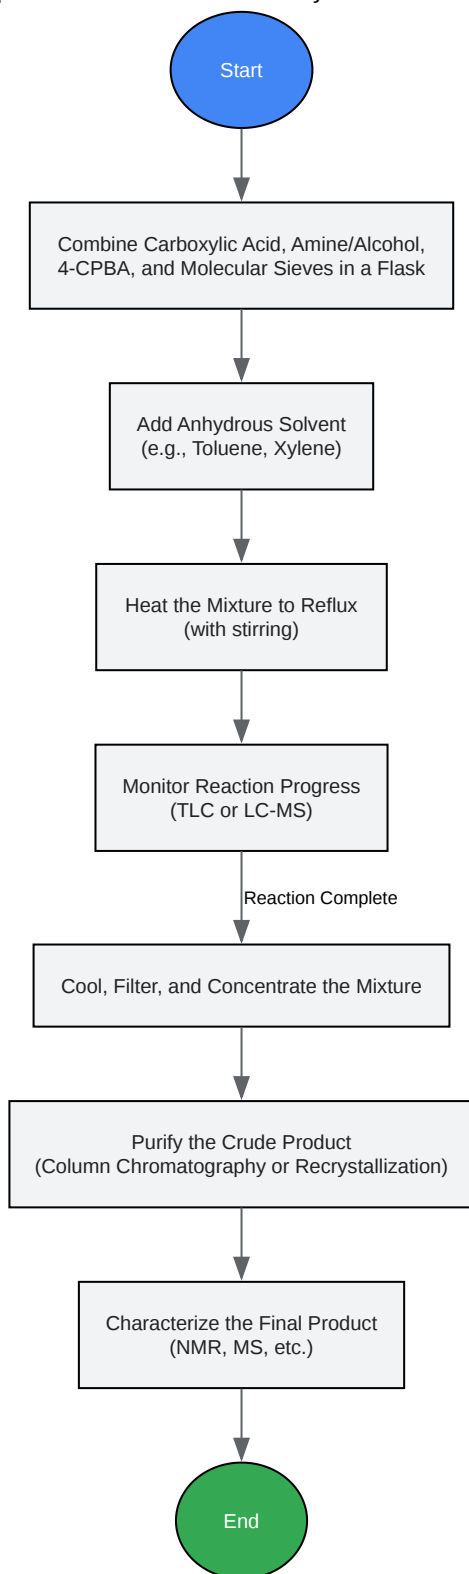 Start
Combine Carboxylic Acid, Amine/Alcohol,
4-CPBA, and Molecular Sieves in a Flask
Add Anhydrous Solvent
(e.g., Toluene, Xylene)
Heat the Mixture to Reflux
(with stirring)
Monitor Reaction Progress
(TLC or LC-MS)
Reaction Complete
Cool, Filter, and Concentrate the Mixture
Purify the Crude Product
(Column Chromatography or Recrystallization)
Characterize the Final Product
(NMR, MS, etc.)
End